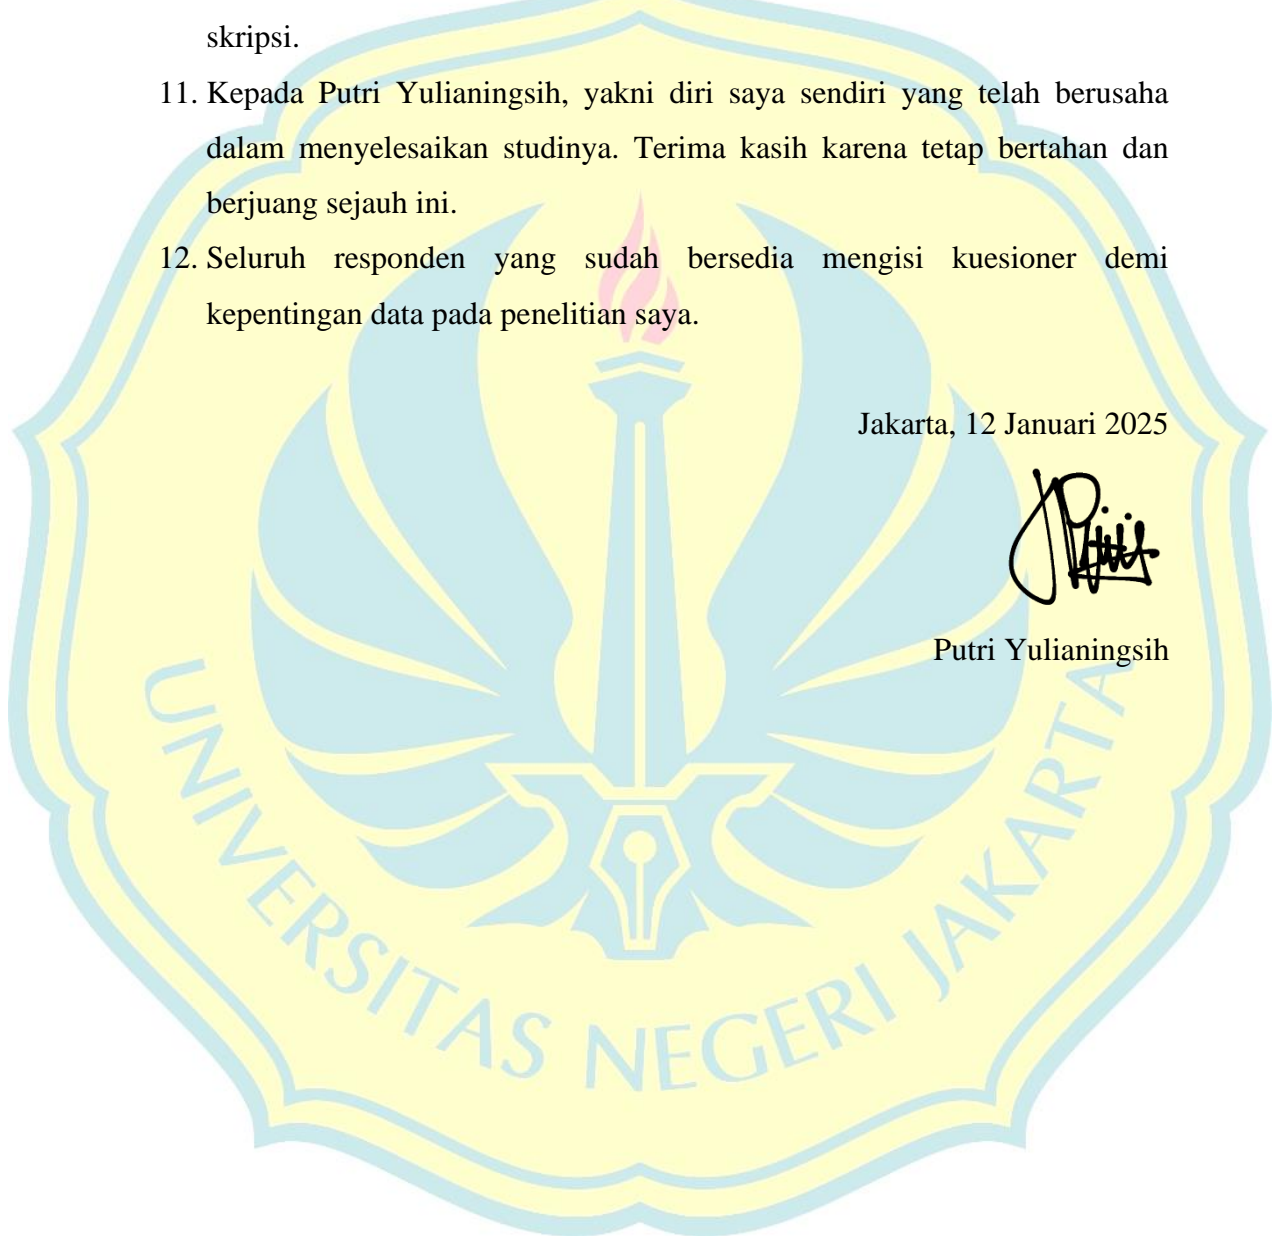 skripsi.
11. Kepada Putri Yulianingsih, yakni diri saya sendiri yang telah berusaha
dalam menyelesaikan studinya. Terima kasih karena tetap bertahan dan
berjuang sejauh ini.
12. Seluruh responden yang sudah bersedia mengisi kuesioner demi
kepentingan data pada penelitian saya.
Jakarta, 12 Januari 2025
Putri Yulianingsih
UNIVERSITAS NEGERI JAKARTA